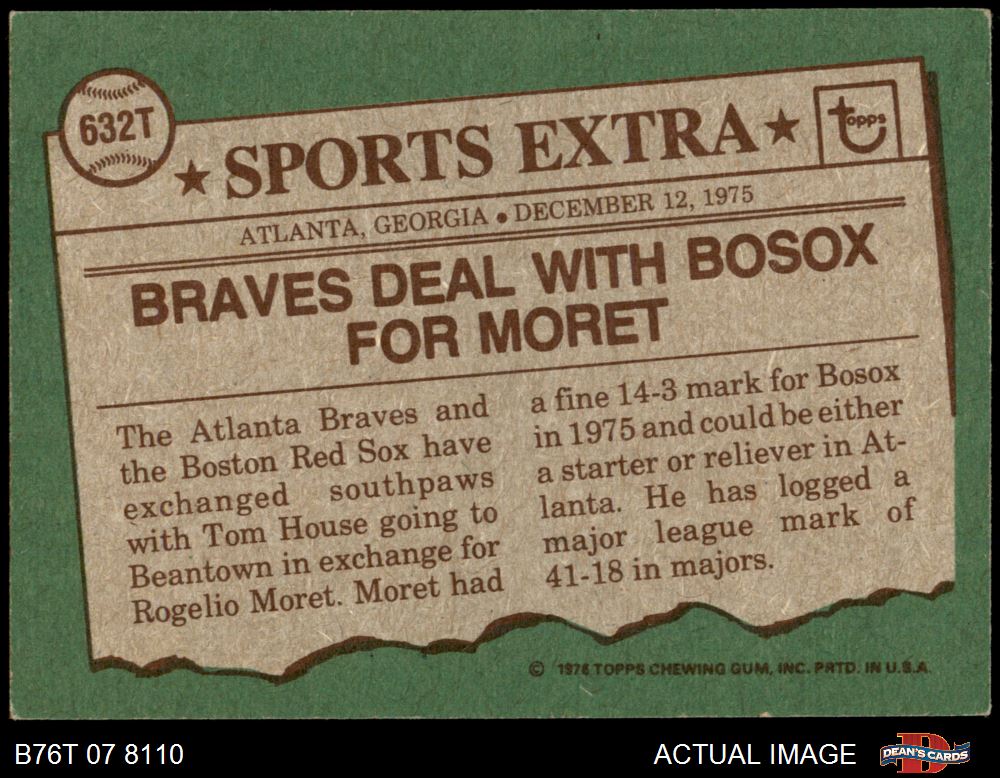 632T
SPORTS EXTRA
topps
ATLANTA, GEORGIA • DECEMBER 12, 1975
BRAVES DEAL WITH BOSOX
FOR MORET
The Atlanta Braves and
the Boston Red Sox have
exchanged southpaws
with Tom House going to
Beantown in exchange for
Rogelio Moret. Moret had
a fine 14-3 mark for Bosox
in 1975 and could be either
a starter or reliever in At-
lanta. He has logged a
major league mark of
41-18 in majors.
© 1976 TOPPS CHEWING GUM, INC. PRTD. IN U.S.A.
B76T 07 8110
ACTUAL IMAGE
DEAN'S CARDS